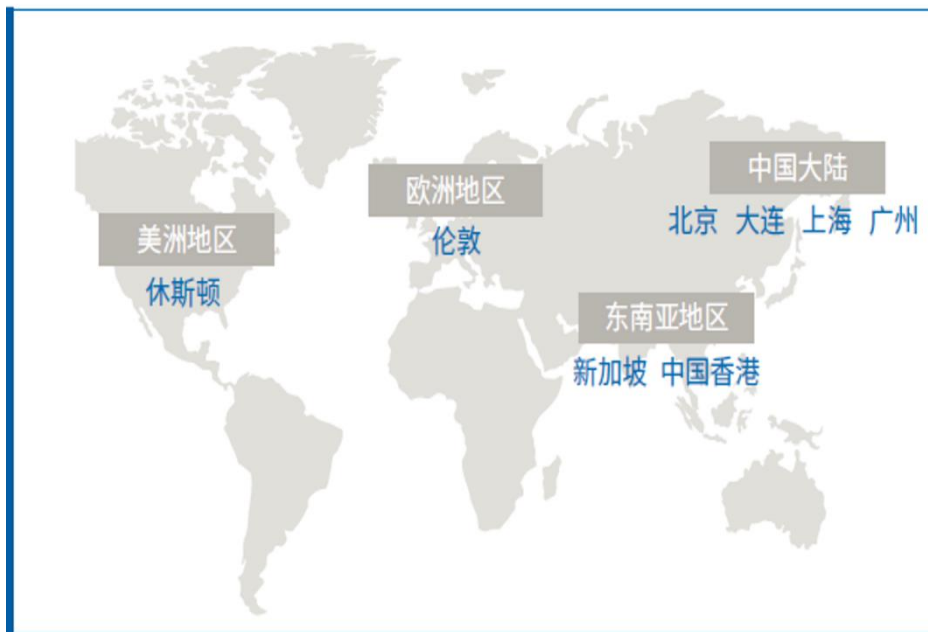 中国大陆
北京 大连 上海 广州
欧洲地区
伦敦
美洲地区
休斯顿
东南亚地区
新加坡 中国香港